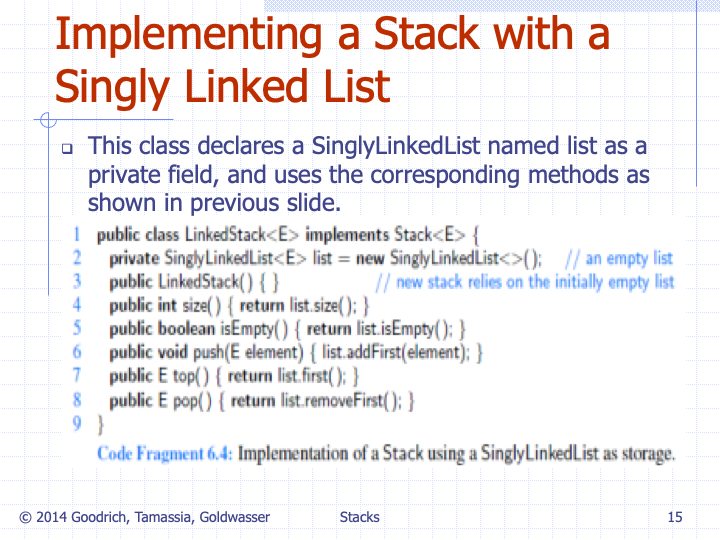 Implementing a Stack with a
Singly Linked List
❑ This class declares a SinglyLinkedList named list as a
private field, and uses the corresponding methods as
shown in previous slide.
1 public class LinkedStack<E> implements Stack<E> {
2 private SinglyLinkedList<E> list = new SinglyLinkedList<>(); // an empty list
3 public LinkedStack() { } // new stack relies on the initially empty list
4 public int size() { return list.size(); }
5 public boolean isEmpty() { return list.isEmpty(); }
6 public void push(E element) { list.addFirst(element); }
7 public E top() { return list.first(); }
8 public E pop() { return list.removeFirst(); }
9 }
Code Fragment 6.4: Implementation of a Stack using a SinglyLinkedList as storage.
© 2014 Goodrich, Tamassia, Goldwasser Stacks 15